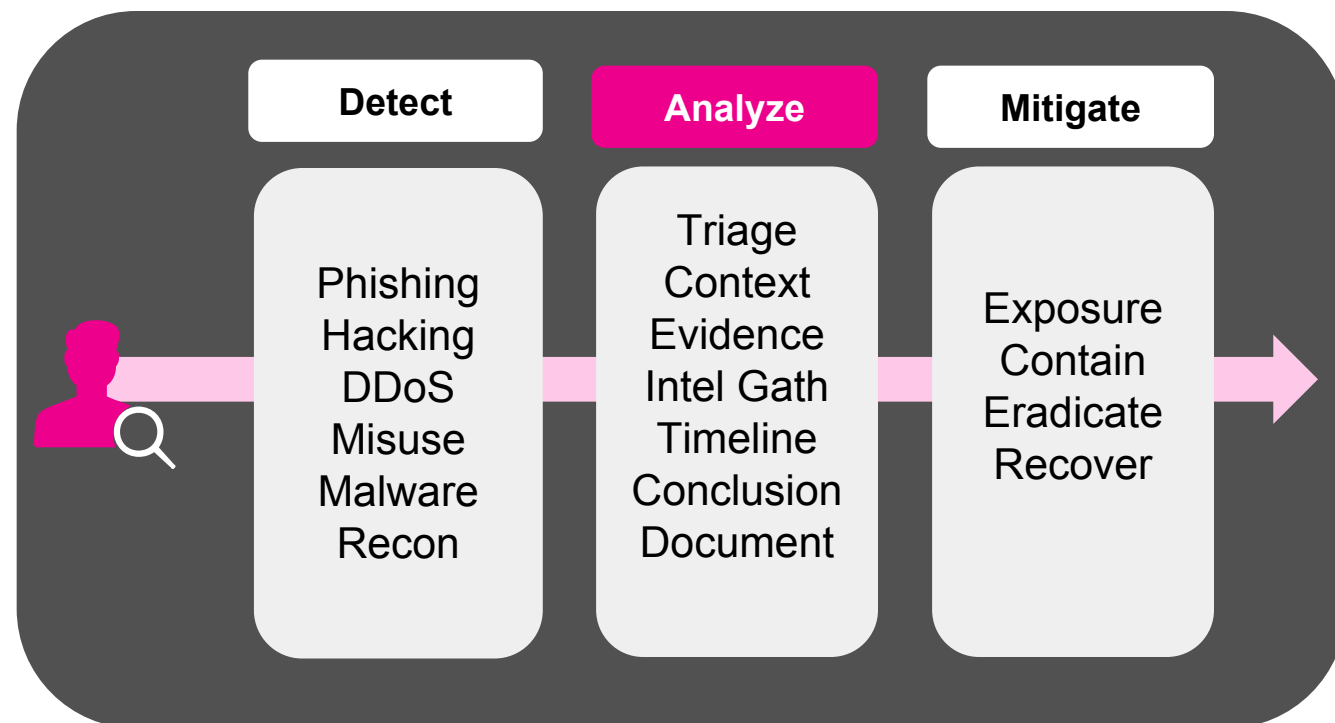 Detect
Phishing
Hacking
DDoS
Misuse
Malware
Recon
Analyze
Triage
Context
Evidence
Intel Gath
Timeline
Conclusion
Document
Mitigate
Exposure
Contain
Eradicate
Recover